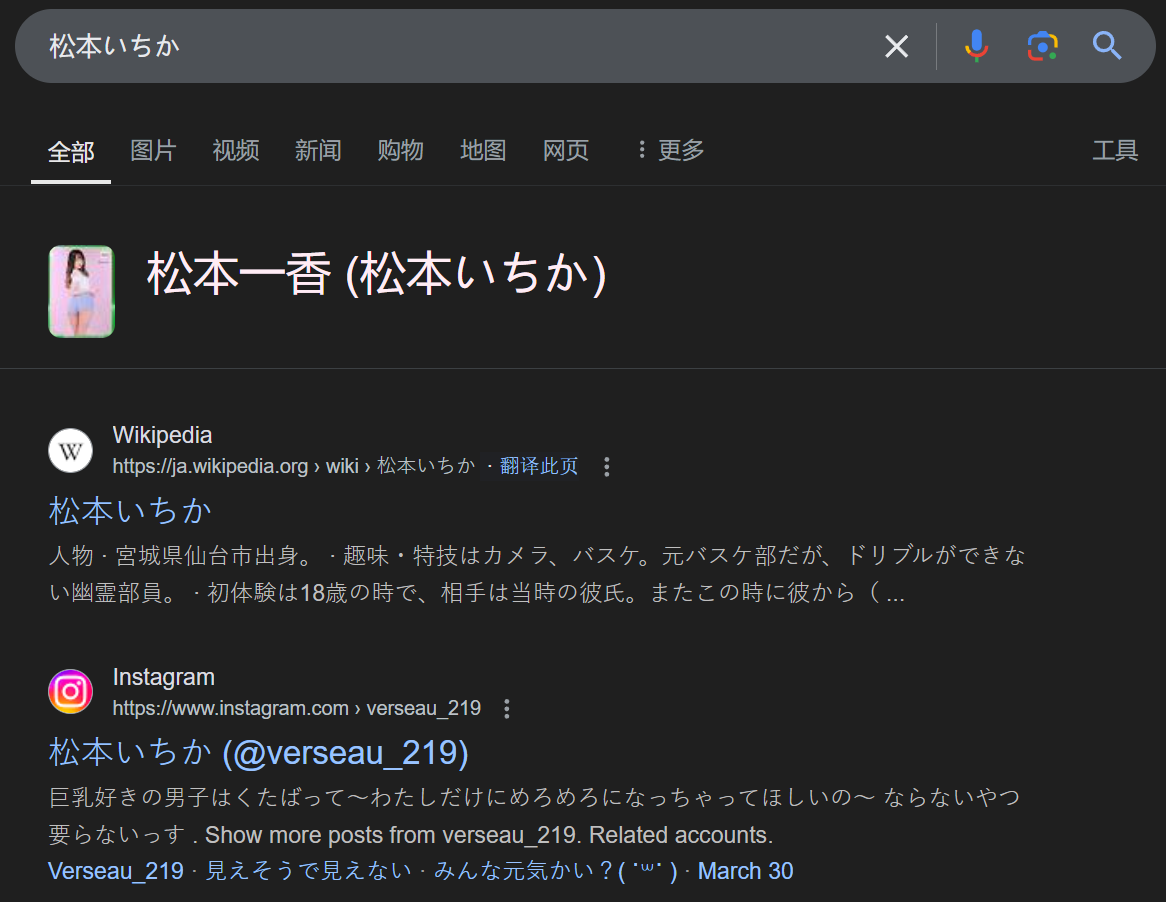 松本いちか
全部 图片 视频 新闻 购物 地图 网页 更多 工具
松本一香 (松本いちか)
Wikipedia
https://ja.wikipedia.org › wiki › 松本いちか · 翻译此页
松本いちか
人物 · 宮城県仙台市出身。 · 趣味・特技はカメラ、バスケ。元バスケ部だが、ドリブルができな
い幽霊部員。 · 初体験は18歳の時で、相手は当時の彼氏。またこの時に彼から（ ...
Instagram
https://www.instagram.com › verseau_219
松本いちか (@verseau_219)
巨乳好きの男子はくたばって〜わたしだけにめろめろになっちゃってほしいの〜 ならないやつ
要らないっす . Show more posts from verseau_219. Related accounts.
Verseau_219 · 見えそうで見えない · みんな元気かい？( ˙꒳˙ ) · March 30